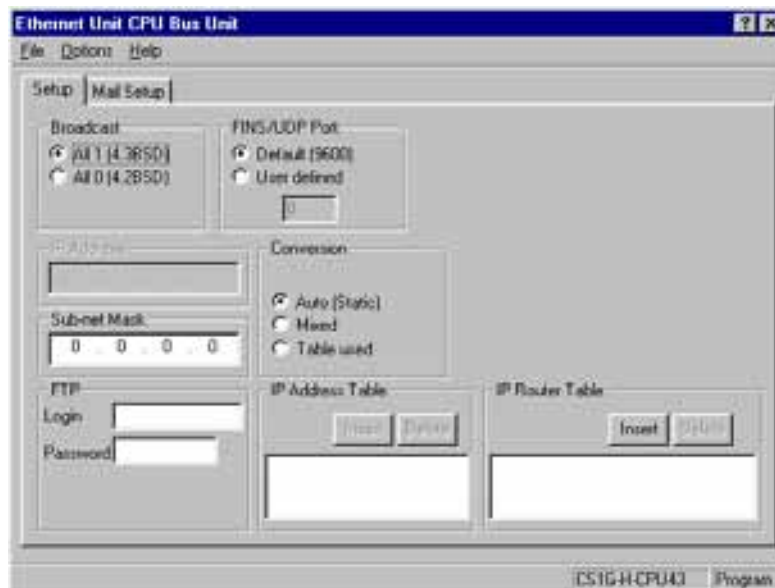 Ethernet Unit CPU Bus Unit
File Options Help
Setup Mail Setup
Broadcast
All 1 (4.3BSD)
All 0 (4.2BSD)
FINS/UDP Port
Default (9600)
User defined
0
IP Address
Conversion
Auto (Static)
Mixed
Table used
Sub-net Mask
0 . 0 . 0 . 0
FTP
Login
Password
IP Address Table
Insert Delete
IP Router Table
Insert Delete
CS1G-H-CPU43 Program